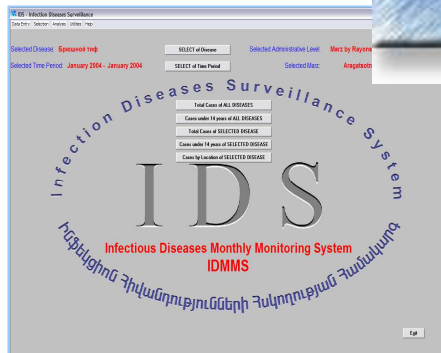 IDS - Infection Diseases Surveillance
Data Entry Selection Analysis Utilities Help
Selected Disease: Брюшной тиф SELECT of Disease Selected Administrative Level: Marz by Rayons
Selected Time Period: January 2004 - January 2004 SELECT of Time Period Selected Marz: Aragatsotn
Infection Diseases Surveillance System
Total Cases of ALL DISEASES
Cases under 14 years of ALL DISEASES
Total Cases of SELECTED DISEASE
Cases under 14 years of SELECTED DISEASE
Cases by Location of SELECTED DISEASE
IDS
Infectious Diseases Monthly Monitoring System
IDMMS
Ինֆեկցիոն Հիվանդությունների Հսկողության Համակարգ
Exit